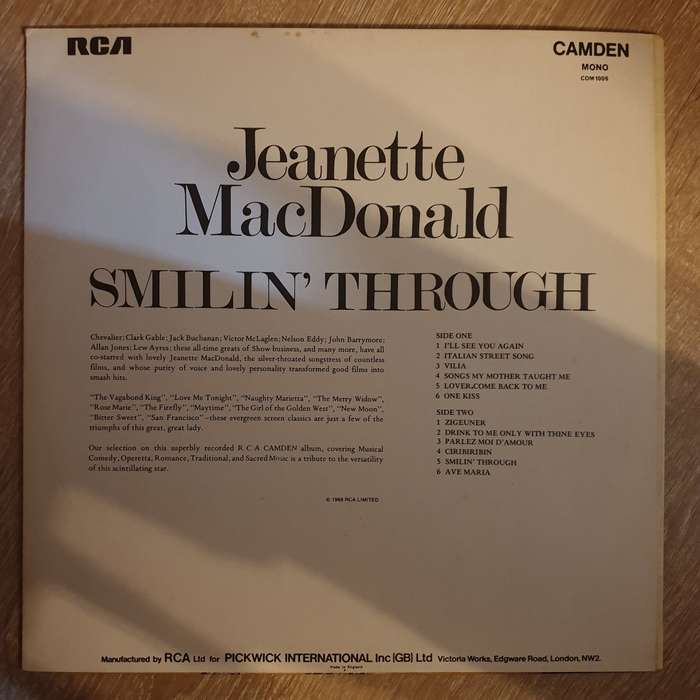 RCA
CAMDEN
MONO
CDM 1006
Jeanette
MacDonald
SMILIN' THROUGH
Chevalier; Clark Gable; Jack Buchanan; Victor McLaglen; Nelson Eddy; John Barrymore;
Allan Jones; Lew Ayres; these all-time greats of Show business, and many more, have all
co-starred with lovely Jeanette MacDonald, the silver-throated songstress of countless
films, and whose purity of voice and lovely personality transformed good films into
smash hits.
"The Vagabond King", "Love Me Tonight", "Naughty Marietta", "The Merry Widow",
"Rose Marie", "The Firefly", "Maytime", "The Girl of the Golden West", "New Moon",
"Bitter Sweet", "San Francisco"—these evergreen screen classics are just a few of the
triumphs of this great, great lady.
Our selection on this superbly recorded R C A CAMDEN album, covering Musical
Comedy, Operetta, Romance, Traditional, and Sacred Music is a tribute to the versatility
of this scintillating star.
© 1968 RCA LIMITED
SIDE ONE
1 I'LL SEE YOU AGAIN
2 ITALIAN STREET SONG
3 VILIA
4 SONGS MY MOTHER TAUGHT ME
5 LOVER,COME BACK TO ME
6 ONE KISS
SIDE TWO
1 ZIGEUNER
2 DRINK TO ME ONLY WITH THINE EYES
3 PARLEZ MOI D'AMOUR
4 CIRIBIRIBIN
5 SMILIN' THROUGH
6 AVE MARIA
Manufactured by RCA Ltd for PICKWICK INTERNATIONAL Inc (GB) Ltd Victoria Works, Edgware Road, London, NW2.
Made in England